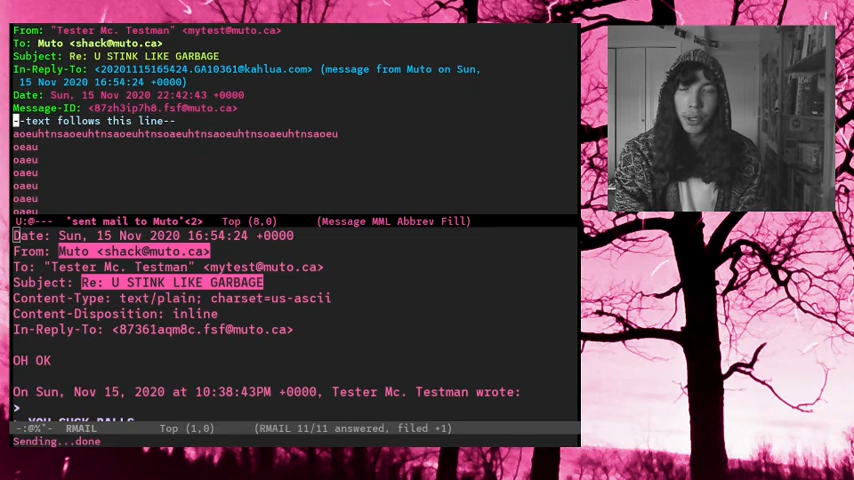 From: "Tester Mc. Testman" <mytest@muto.ca>
To: Muto <shack@muto.ca>
Subject: Re: U STINK LIKE GARBAGE
In-Reply-To: <20201115165424.GA10361@kahlua.com> (message from Muto on Sun,
15 Nov 2020 16:54:24 +0000)
Date: Sun, 15 Nov 2020 22:42:43 +0000
Message-ID: <87zh3ip7h8.fsf@muto.ca>
--text follows this line--
aoeuhtnsaoeuhtnsaoeuhtnsoaeuhtnsaoeuhtnsoaeuhtnsaoeu
oeau
oaeu
oaeu
oaeu
oaeu
oaeu
U:@--- *sent mail to Muto*<2> Top (8,0) (Message MML Abbrev Fill)
Date: Sun, 15 Nov 2020 16:54:24 +0000
From: Muto <shack@muto.ca>
To: "Tester Mc. Testman" <mytest@muto.ca>
Subject: Re: U STINK LIKE GARBAGE
Content-Type: text/plain; charset=us-ascii
Content-Disposition: inline
In-Reply-To: <87361aqm8c.fsf@muto.ca>
OH OK
On Sun, Nov 15, 2020 at 10:38:43PM +0000, Tester Mc. Testman wrote:
>
> YOU SUCK BALLS
-:@%*- RMAIL Top (1,0) (RMAIL 11/11 answered, filed +1)
Sending...done